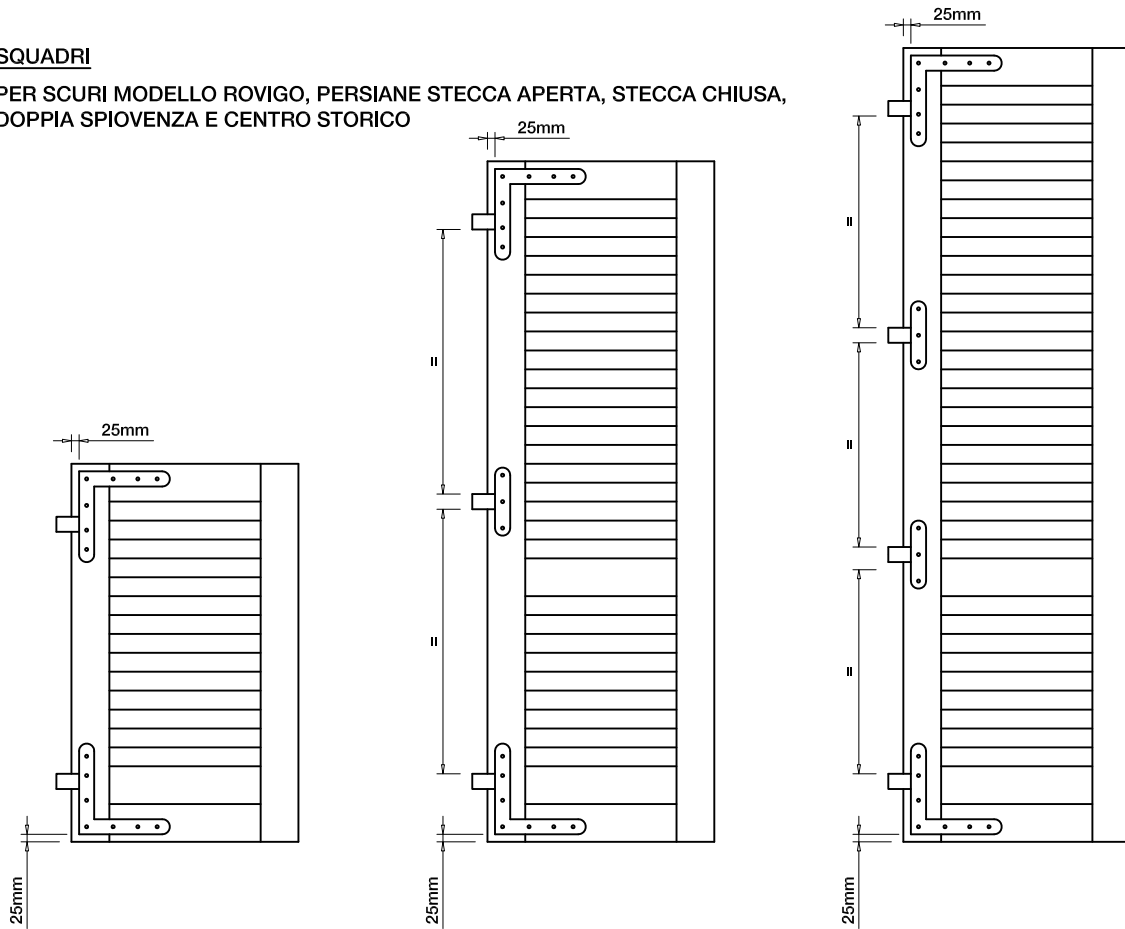 SQUADRI
PER SCURI MODELLO ROVIGO, PERSIANE STECCA APERTA, STECCA CHIUSA,
DOPPIA SPIOVENZA E CENTRO STORICO
25mm
25mm
25mm
=
=
=
=
=
25mm
25mm
25mm